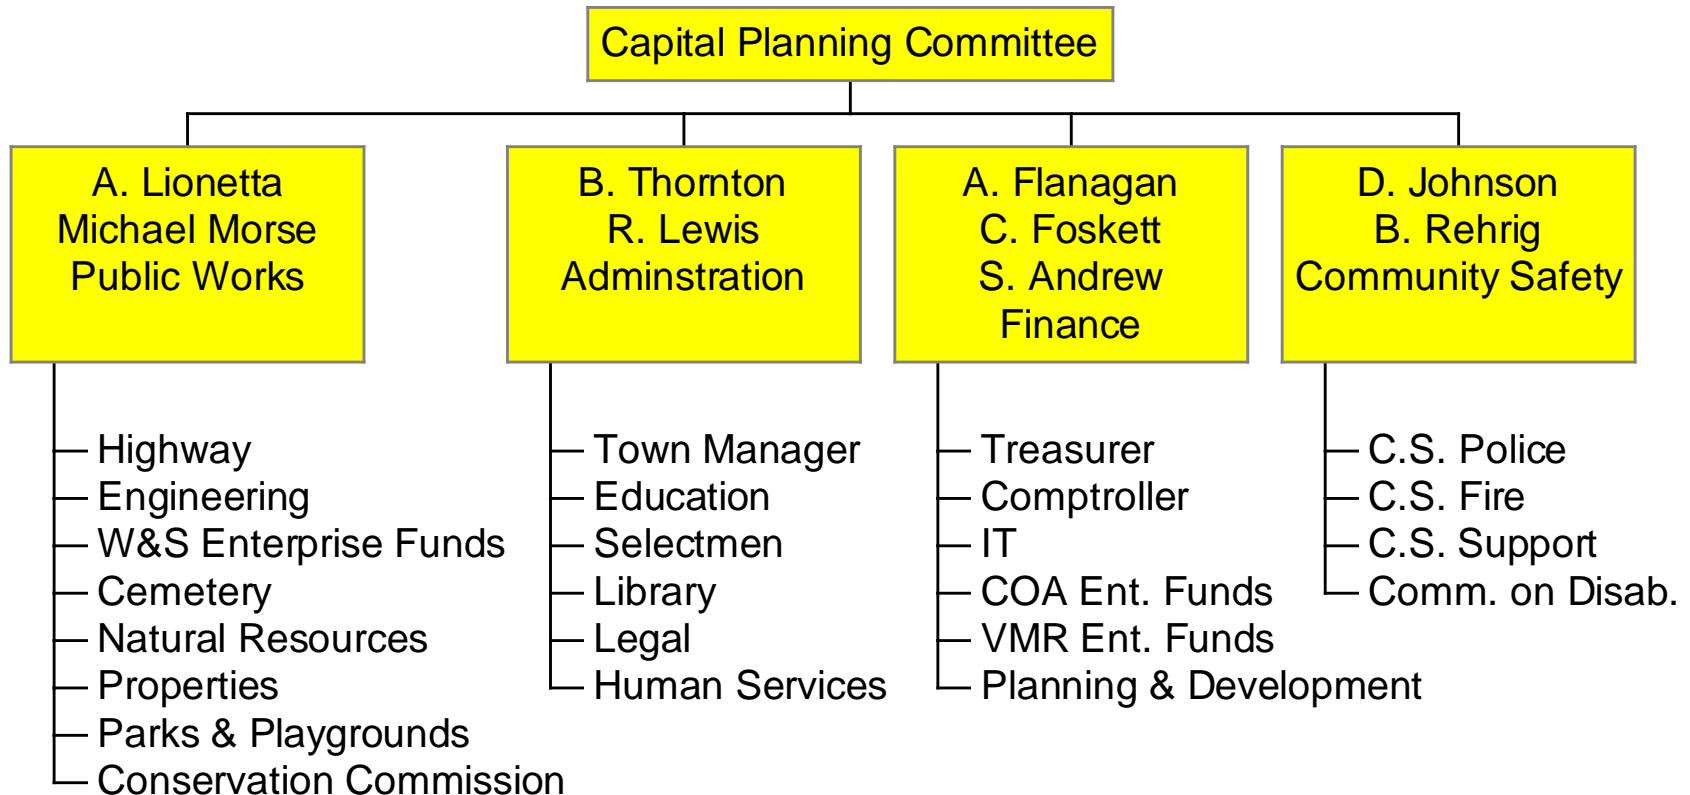 Capital Planning Committee
A. Lionetta
Michael Morse
Public Works
B. Thornton
R. Lewis
Adminstration
A. Flanagan
C. Foskett
S. Andrew
Finance
D. Johnson
B. Rehrig
Community Safety
Highway
Engineering
W&S Enterprise Funds
Cemetery
Natural Resources
Properties
Parks & Playgrounds
Conservation Commission
Town Manager
Education
Selectmen
Library
Legal
Human Services
Treasurer
Comptroller
IT
COA Ent. Funds
VMR Ent. Funds
Planning & Development
C.S. Police
C.S. Fire
C.S. Support
Comm. on Disab.